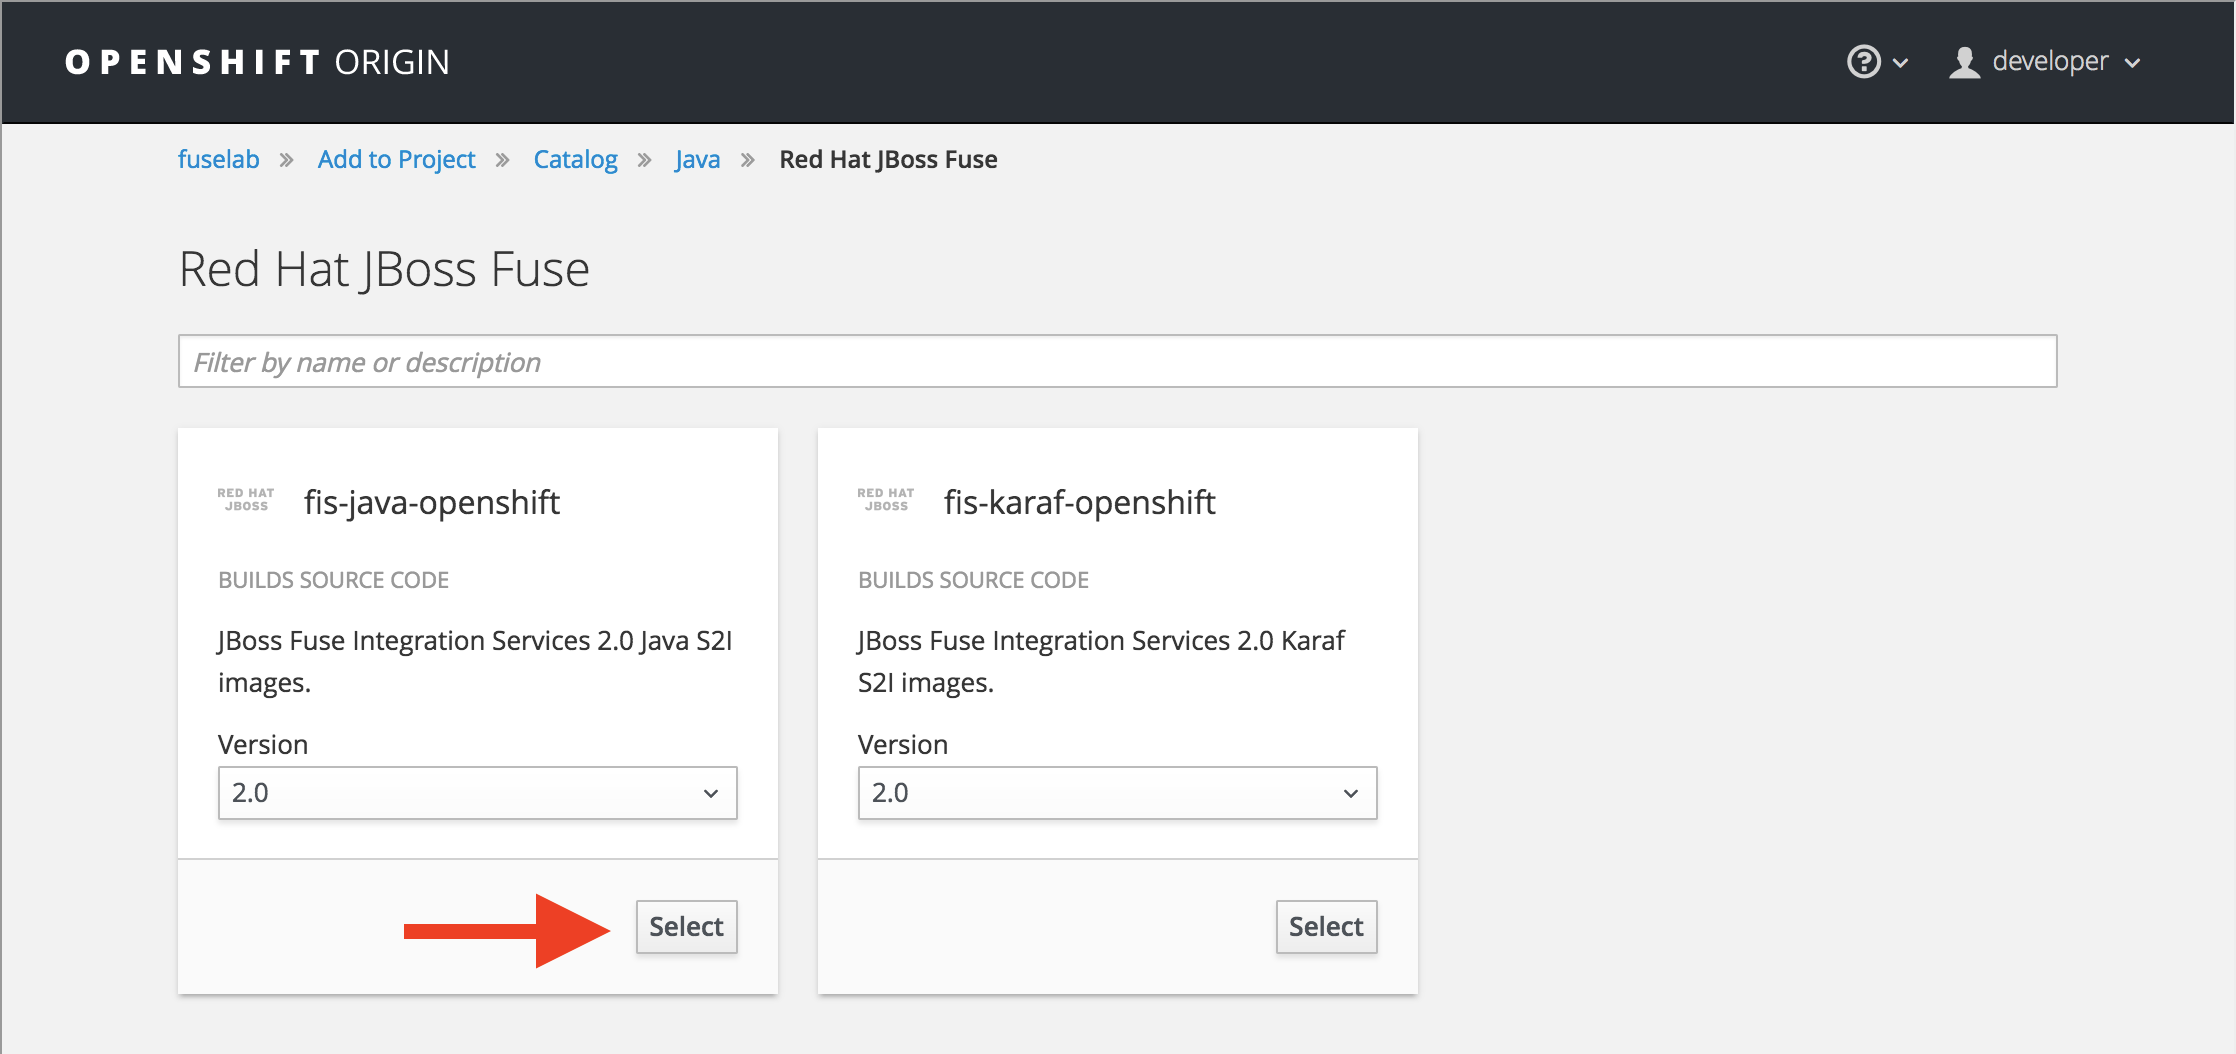 OPENSHIFT ORIGIN
developer
fuselab » Add to Project » Catalog » Java » Red Hat JBoss Fuse
Red Hat JBoss Fuse
Filter by name or description
RED HAT JBOSS
fis-java-openshift
BUILDS SOURCE CODE
JBoss Fuse Integration Services 2.0 Java S2I
images.
Version
2.0
Select
RED HAT JBOSS
fis-karaf-openshift
BUILDS SOURCE CODE
JBoss Fuse Integration Services 2.0 Karaf
S2I images.
Version
2.0
Select